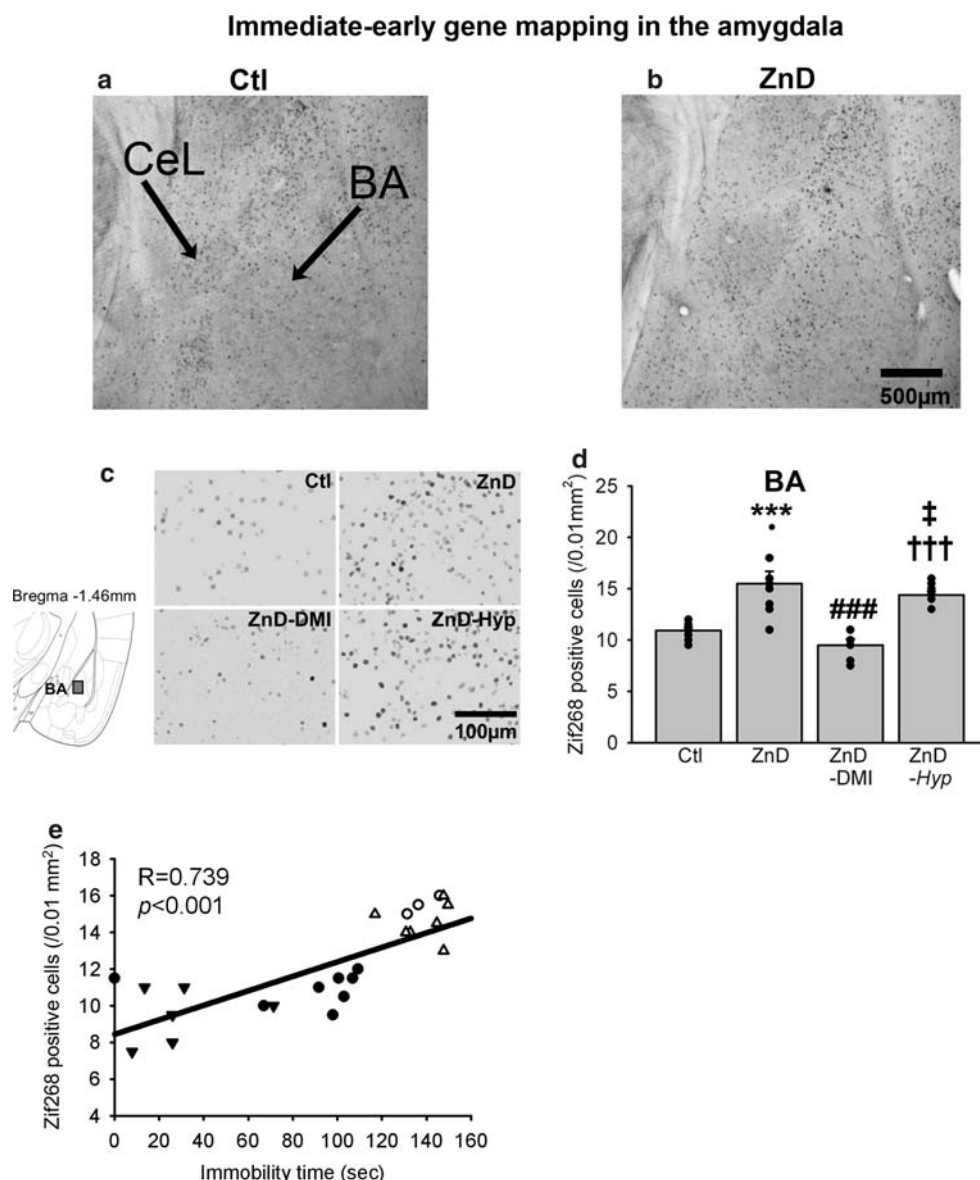 Immediate-early gene mapping in the amygdala
a
Ctl
CeL
BA
b
ZnD
500µm
c
Ctl
ZnD
ZnD-DMI
ZnD-Hyp
100µm
Bregma -1.46mm
BA
d
BA
Zif268 positive cells (/0.01mm²)
25
20
15
10
5
0
***
###
‡
†††
Ctl
ZnD
ZnD
-DMI
ZnD
-Hyp
e
R=0.739
p<0.001
Zif268 positive cells (/0.01 mm²)
18
16
14
12
10
8
6
4
0 20 40 60 80 100 120 140 160
Immobility time (sec)